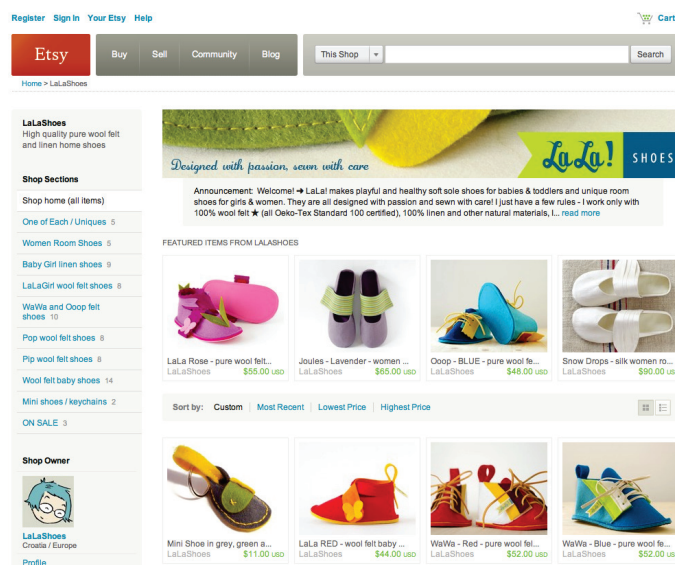 Register Sign In Your Etsy Help
Cart
Etsy
Buy
Sell
Community
Blog
This Shop
Search
Home > LaLaShoes
LaLaShoes
High quality pure wool felt
and linen home shoes
Shop Sections
Shop home (all items)
One of Each / Uniques 5
Women Room Shoes 5
Baby Girl linen shoes 9
LaLaGirl wool felt shoes 8
WaWa and Ooop felt
shoes 10
Pop wool felt shoes 8
Pip wool felt shoes 8
Wool felt baby shoes 14
Mini shoes / keychains 2
ON SALE 3
Shop Owner
LaLaShoes
Croatia / Europe
Profile
Designed with passion, sewn with care
LaLa! SHOES
Announcement: Welcome! ➔ LaLa! makes playful and healthy soft sole shoes for babies & toddlers and unique room
shoes for girls & women. They are all designed with passion and sewn with care! I just have a few rules - I work only with
100% wool felt ★ (all Oeko-Tex Standard 100 certified), 100% linen and other natural materials, I... read more
FEATURED ITEMS FROM LALASHOES
LaLa Rose - pure wool felt...
LaLaShoes $55.00 USD
Joules - Lavender - women ...
LaLaShoes $65.00 USD
Ooop - BLUE - pure wool fe...
LaLaShoes $48.00 USD
Snow Drops - silk women ro...
LaLaShoes $90.00 US
Sort by: Custom | Most Recent | Lowest Price | Highest Price
Mini Shoe in grey, green a...
LaLaShoes $11.00 USD
LaLa RED - wool felt baby ...
LaLaShoes $44.00 USD
WaWa - Red - pure wool fel...
LaLaShoes $52.00 USD
WaWa - Blue - pure wool fe...
LaLaShoes $52.00 US